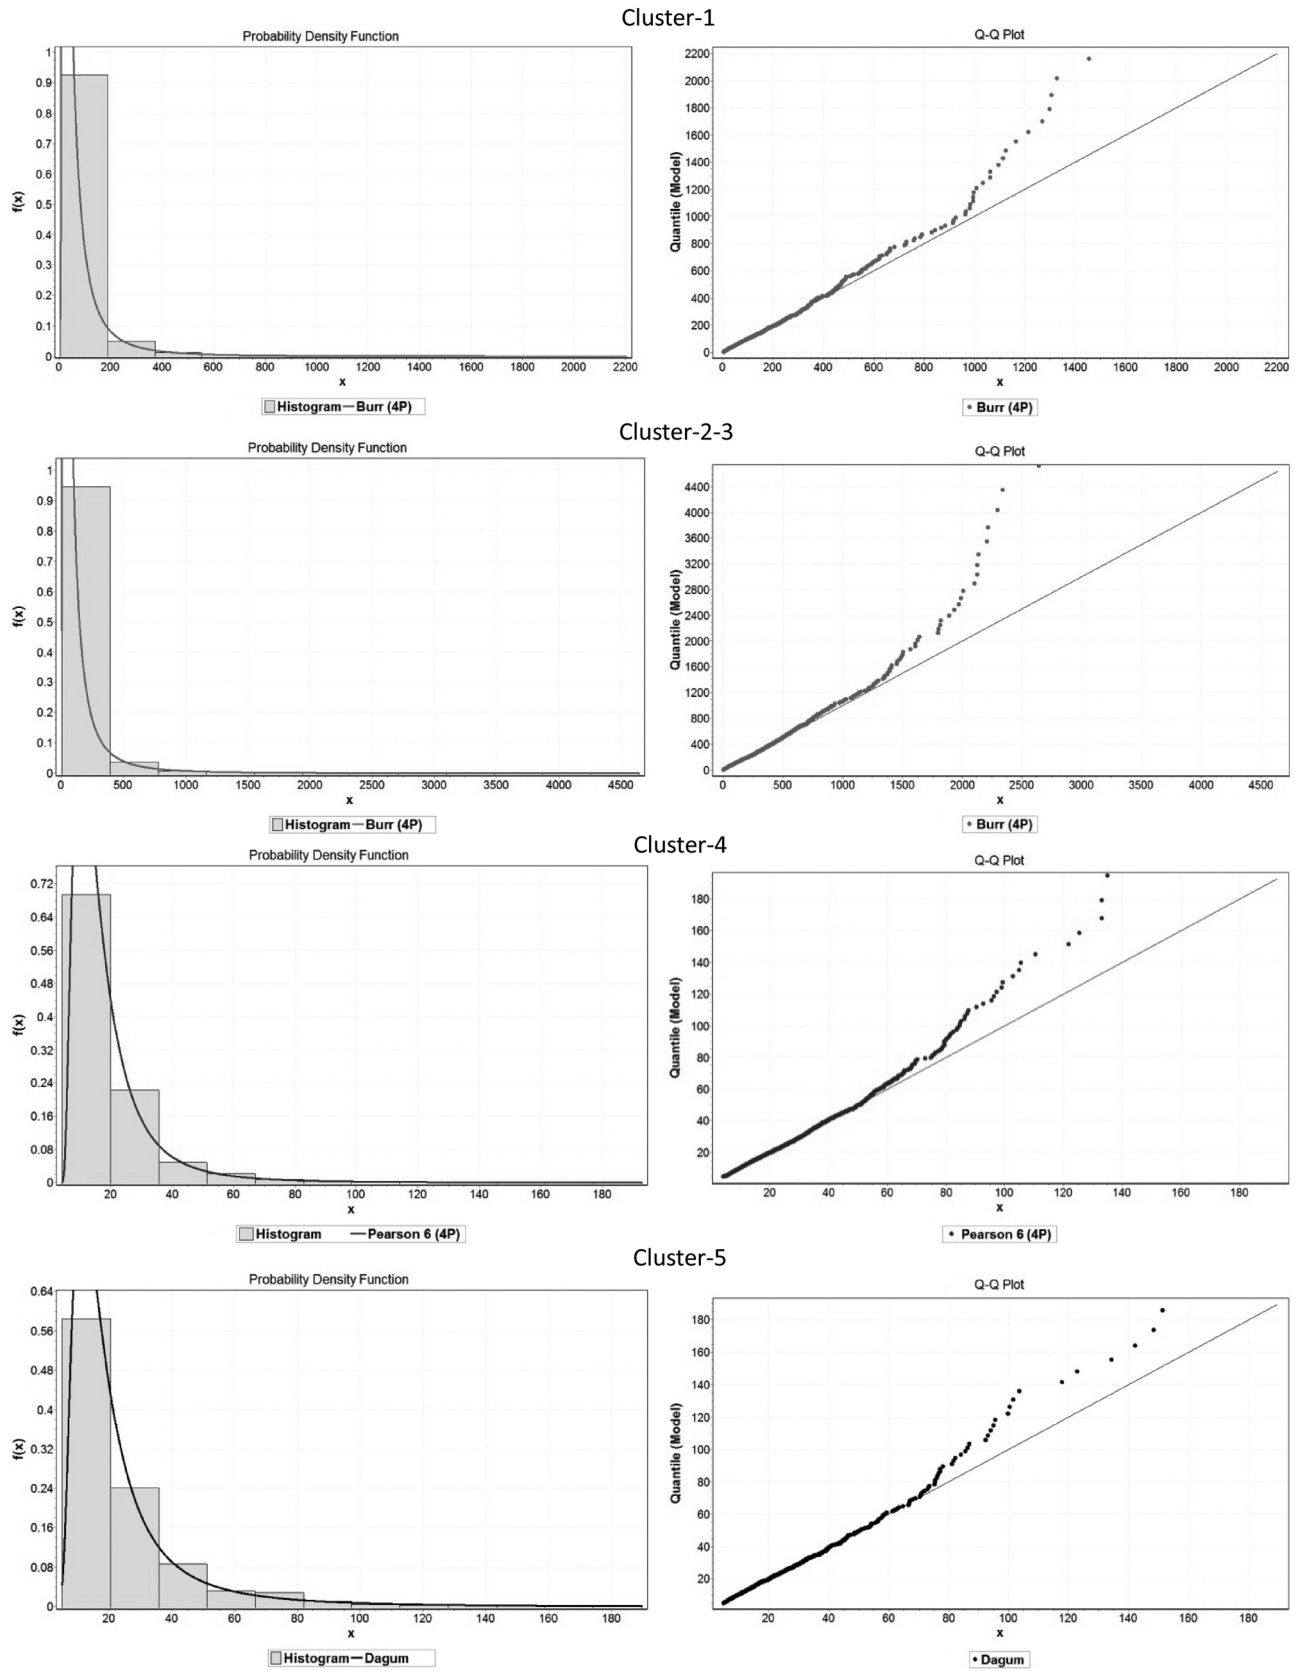 Cluster-1
Probability Density Function
1
0.9
0.8
0.7
0.6
0.5
0.4
0.3
0.2
0.1
0
f(x)
0 200 400 600 800 1000 1200 1400 1600 1800 2000 2200
x
Histogram — Burr (4P)
Q-Q Plot
2200
2000
1800
1600
1400
1200
1000
800
600
400
200
0
Quantile (Model)
200 400 600 800 1000 1200 1400 1600 1800 2000 2200
x
Burr (4P)
Cluster-2-3
Probability Density Function
1
0.9
0.8
0.7
0.6
0.5
0.4
0.3
0.2
0.1
0
f(x)
0 500 1000 1500 2000 2500 3000 3500 4000 4500
x
Histogram — Burr (4P)
Q-Q Plot
4400
4000
3600
3200
2800
2400
2000
1600
1200
800
400
0
Quantile (Model)
0 500 1000 1500 2000 2500 3000 3500 4000 4500
x
Burr (4P)
Cluster-4
Probability Density Function
0.72
0.64
0.56
0.48
0.4
0.32
0.24
0.16
0.08
0
f(x)
20 40 60 80 100 120 140 160 180
x
Histogram — Pearson 6 (4P)
Q-Q Plot
180
160
140
120
100
80
60
40
20
Quantile (Model)
20 40 60 80 100 120 140 160 180
x
Pearson 6 (4P)
Cluster-5
Probability Density Function
0.64
0.56
0.48
0.4
0.32
0.24
0.16
0.08
0
f(x)
20 40 60 80 100 120 140 160 180
x
Histogram — Dagum
Q-Q Plot
180
160
140
120
100
80
60
40
20
Quantile (Model)
20 40 60 80 100 120 140 160 180
x
Dagum